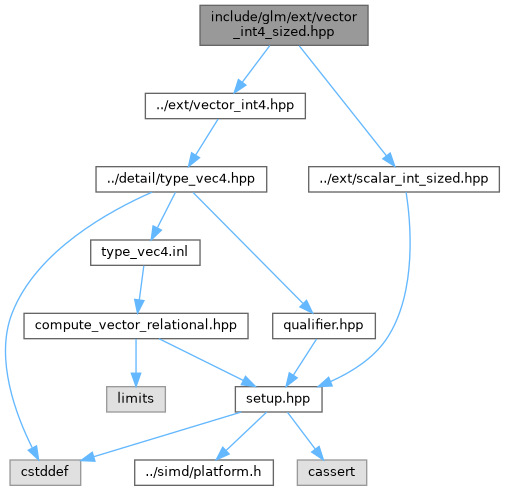 include/glm/ext/vector
_int4_sized.hpp
../ext/vector_int4.hpp
../detail/type_vec4.hpp
../ext/scalar_int_sized.hpp
type_vec4.inl
compute_vector_relational.hpp
qualifier.hpp
limits
setup.hpp
cstddef
../simd/platform.h
cassert